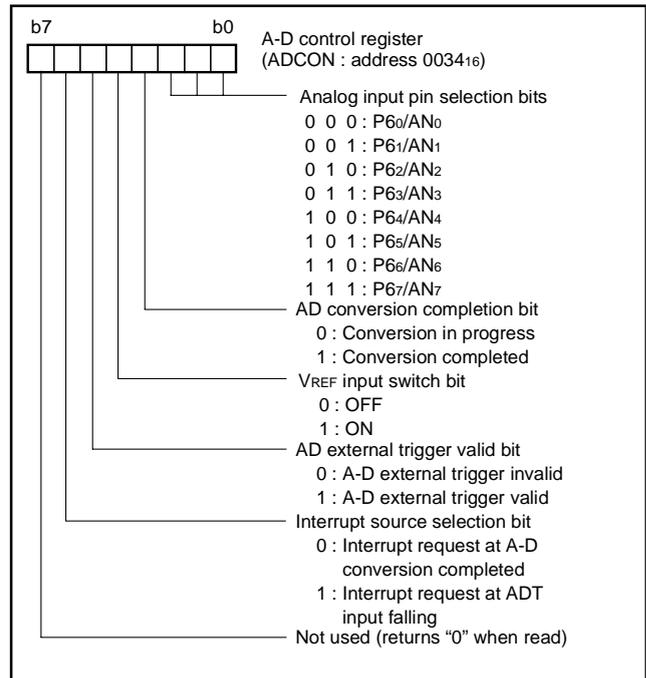 b7 b0
A-D control register
(ADCON : address 0034₁₆)
Analog input pin selection bits
0 0 0 : P6₀/AN₀
0 0 1 : P6₁/AN₁
0 1 0 : P6₂/AN₂
0 1 1 : P6₃/AN₃
1 0 0 : P6₄/AN₄
1 0 1 : P6₅/AN₅
1 1 0 : P6₆/AN₆
1 1 1 : P6₇/AN₇
AD conversion completion bit
0 : Conversion in progress
1 : Conversion completed
VREF input switch bit
0 : OFF
1 : ON
AD external trigger valid bit
0 : A-D external trigger invalid
1 : A-D external trigger valid
Interrupt source selection bit
0 : Interrupt request at A-D
conversion completed
1 : Interrupt request at ADT
input falling
Not used (returns “0” when read)